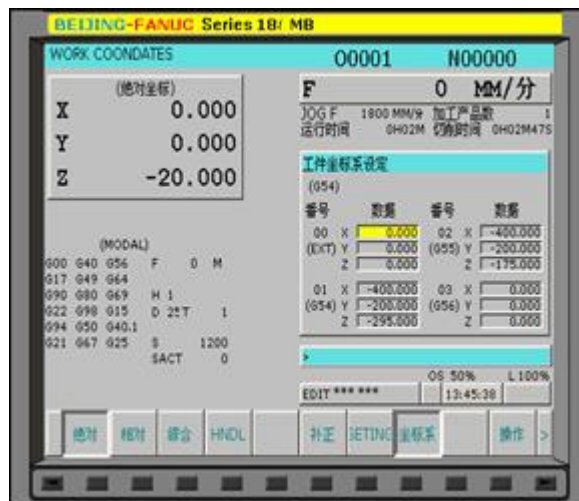 BEIJING-FANUC Series 18i MB
WORK COONDATES
O0001 N00000
(绝对坐标)
X 0.000
Y 0.000
Z -20.000
F 0 MM/分
JOG F 1800 MM/分 加工产品数 1
运行时间 0H02M 切削时间 0H02M47S
工件坐标系设定
(G54)
番号 数据 番号 数据
00 X 0.000 02 X -400.000
(EXT) Y 0.000 (G55) Y -200.000
Z 0.000 Z -175.000
01 X -400.000 03 X 0.000
(G54) Y -200.000 (G56) Y 0.000
Z -295.000 Z 0.000
(MODAL)
G00 G40 G56 F 0 M
G17 G49 G64
G90 G80 G69 H 1
G22 G98 G15 D T 1
G94 G50 G40.1
G21 G67 G25 S 1200
SACT 0
>
OS 50% L 100%
EDIT *** *** 13:45:38
绝对 相对 综合 HNDL 补正 SETING 坐标系 操作 >